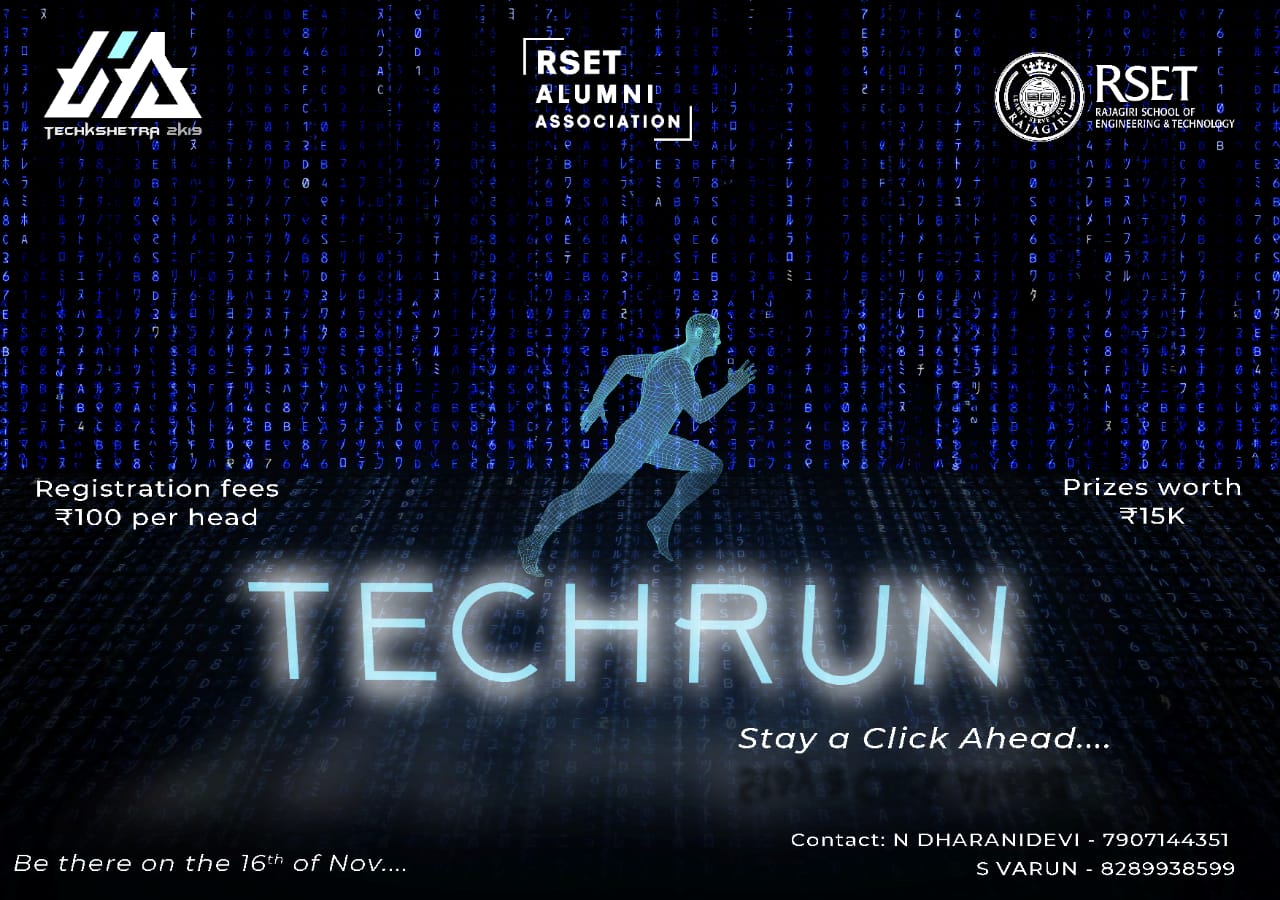 TECHKSHETRA 2K19
RSET
ALUMNI
ASSOCIATION
RAJAGIRI
RSET
RAJAGIRI SCHOOL OF
ENGINEERING & TECHNOLOGY
Registration fees
₹100 per head
Prizes worth
₹15K
TECHRUN
Stay a Click Ahead....
Contact: N DHARANIDEVI - 7907144351
S VARUN - 8289938599
Be there on the 16th of Nov....